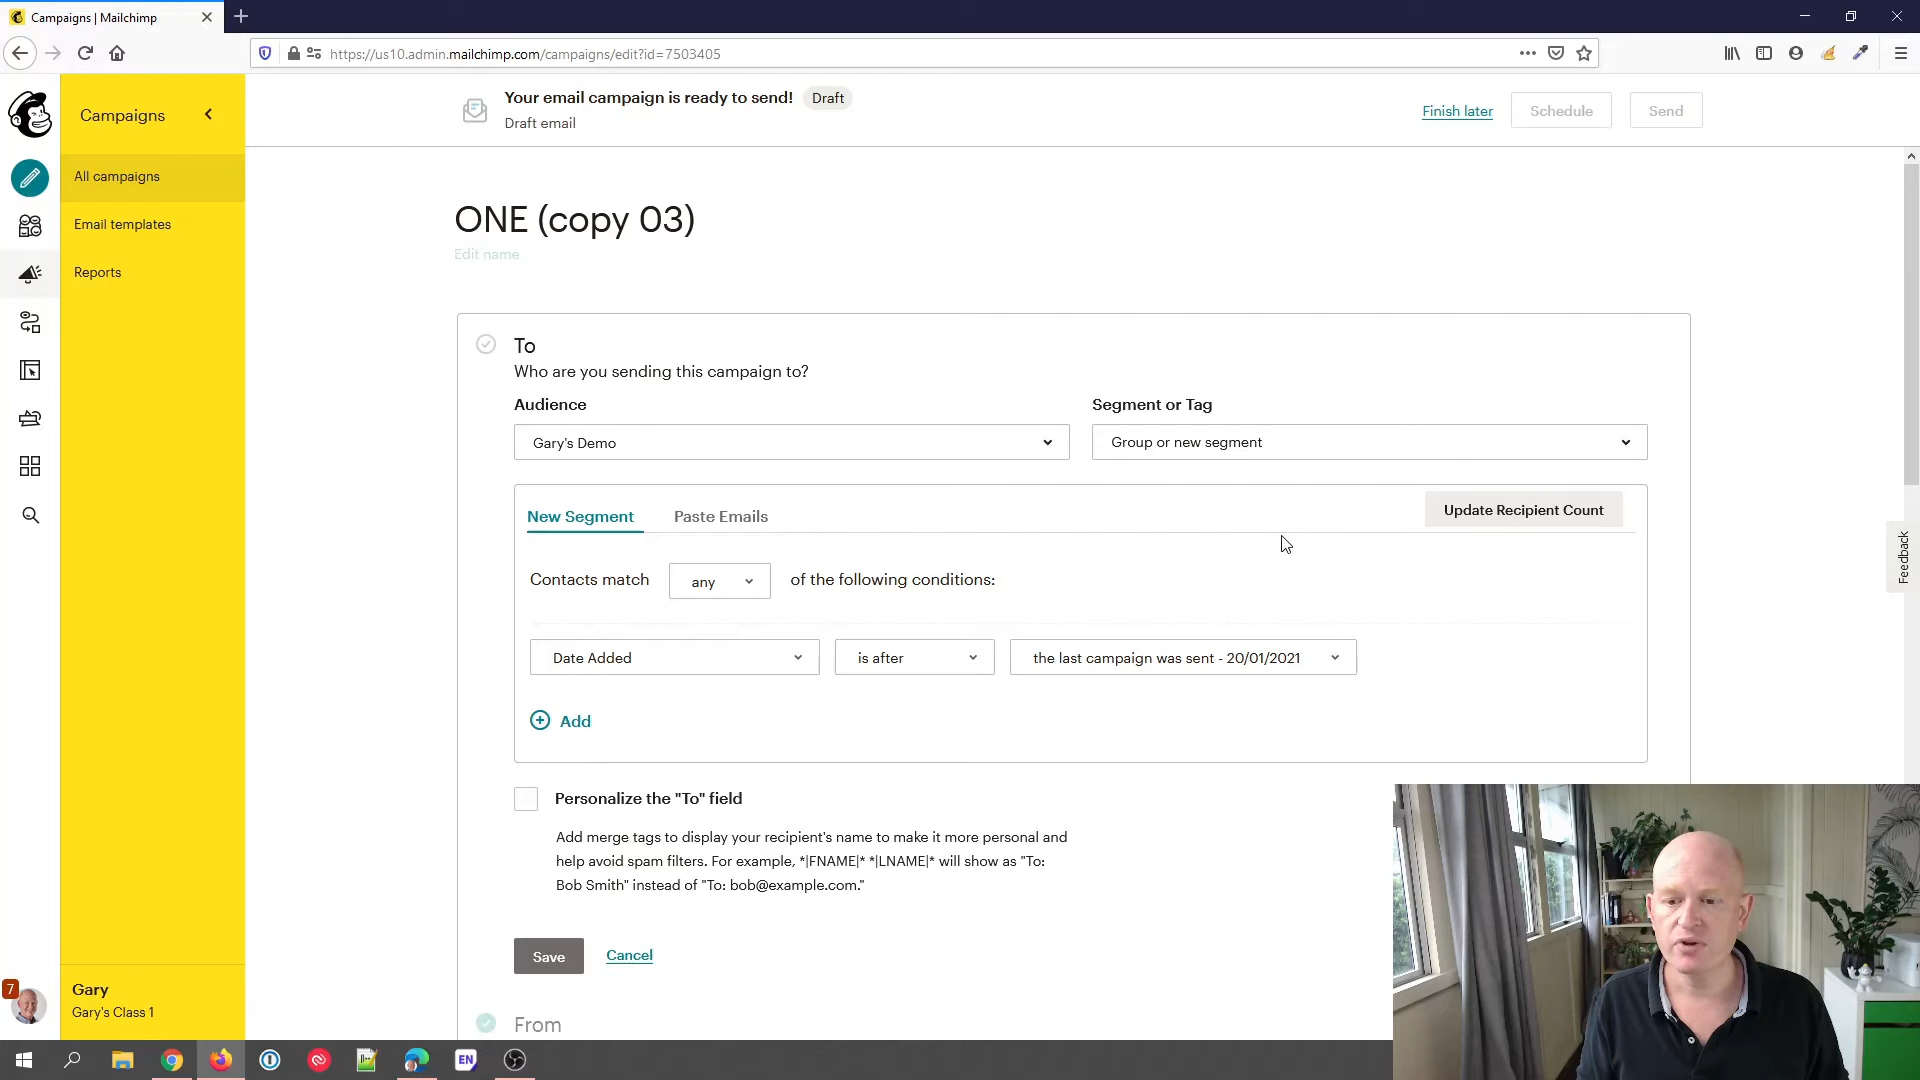 Campaigns | Mailchimp
https://us10.admin.mailchimp.com/campaigns/edit?id=7503405
Campaigns
Your email campaign is ready to send!
Draft
Draft email
Finish later
Schedule
Send
All campaigns
Email templates
Reports
ONE (copy 03)
Edit name
To
Who are you sending this campaign to?
Audience
Segment or Tag
Gary's Demo
Group or new segment
New Segment
Paste Emails
Update Recipient Count
Feedback
Contacts match
any
of the following conditions:
Date Added
is after
the last campaign was sent - 20/01/2021
Add
Personalize the "To" field
Add merge tags to display your recipient's name to make it more personal and
help avoid spam filters. For example, *|FNAME|* *|LNAME|* will show as "To:
Bob Smith" instead of "To: bob@example.com."
Save
Cancel
7
Gary
Gary's Class 1
From
EN